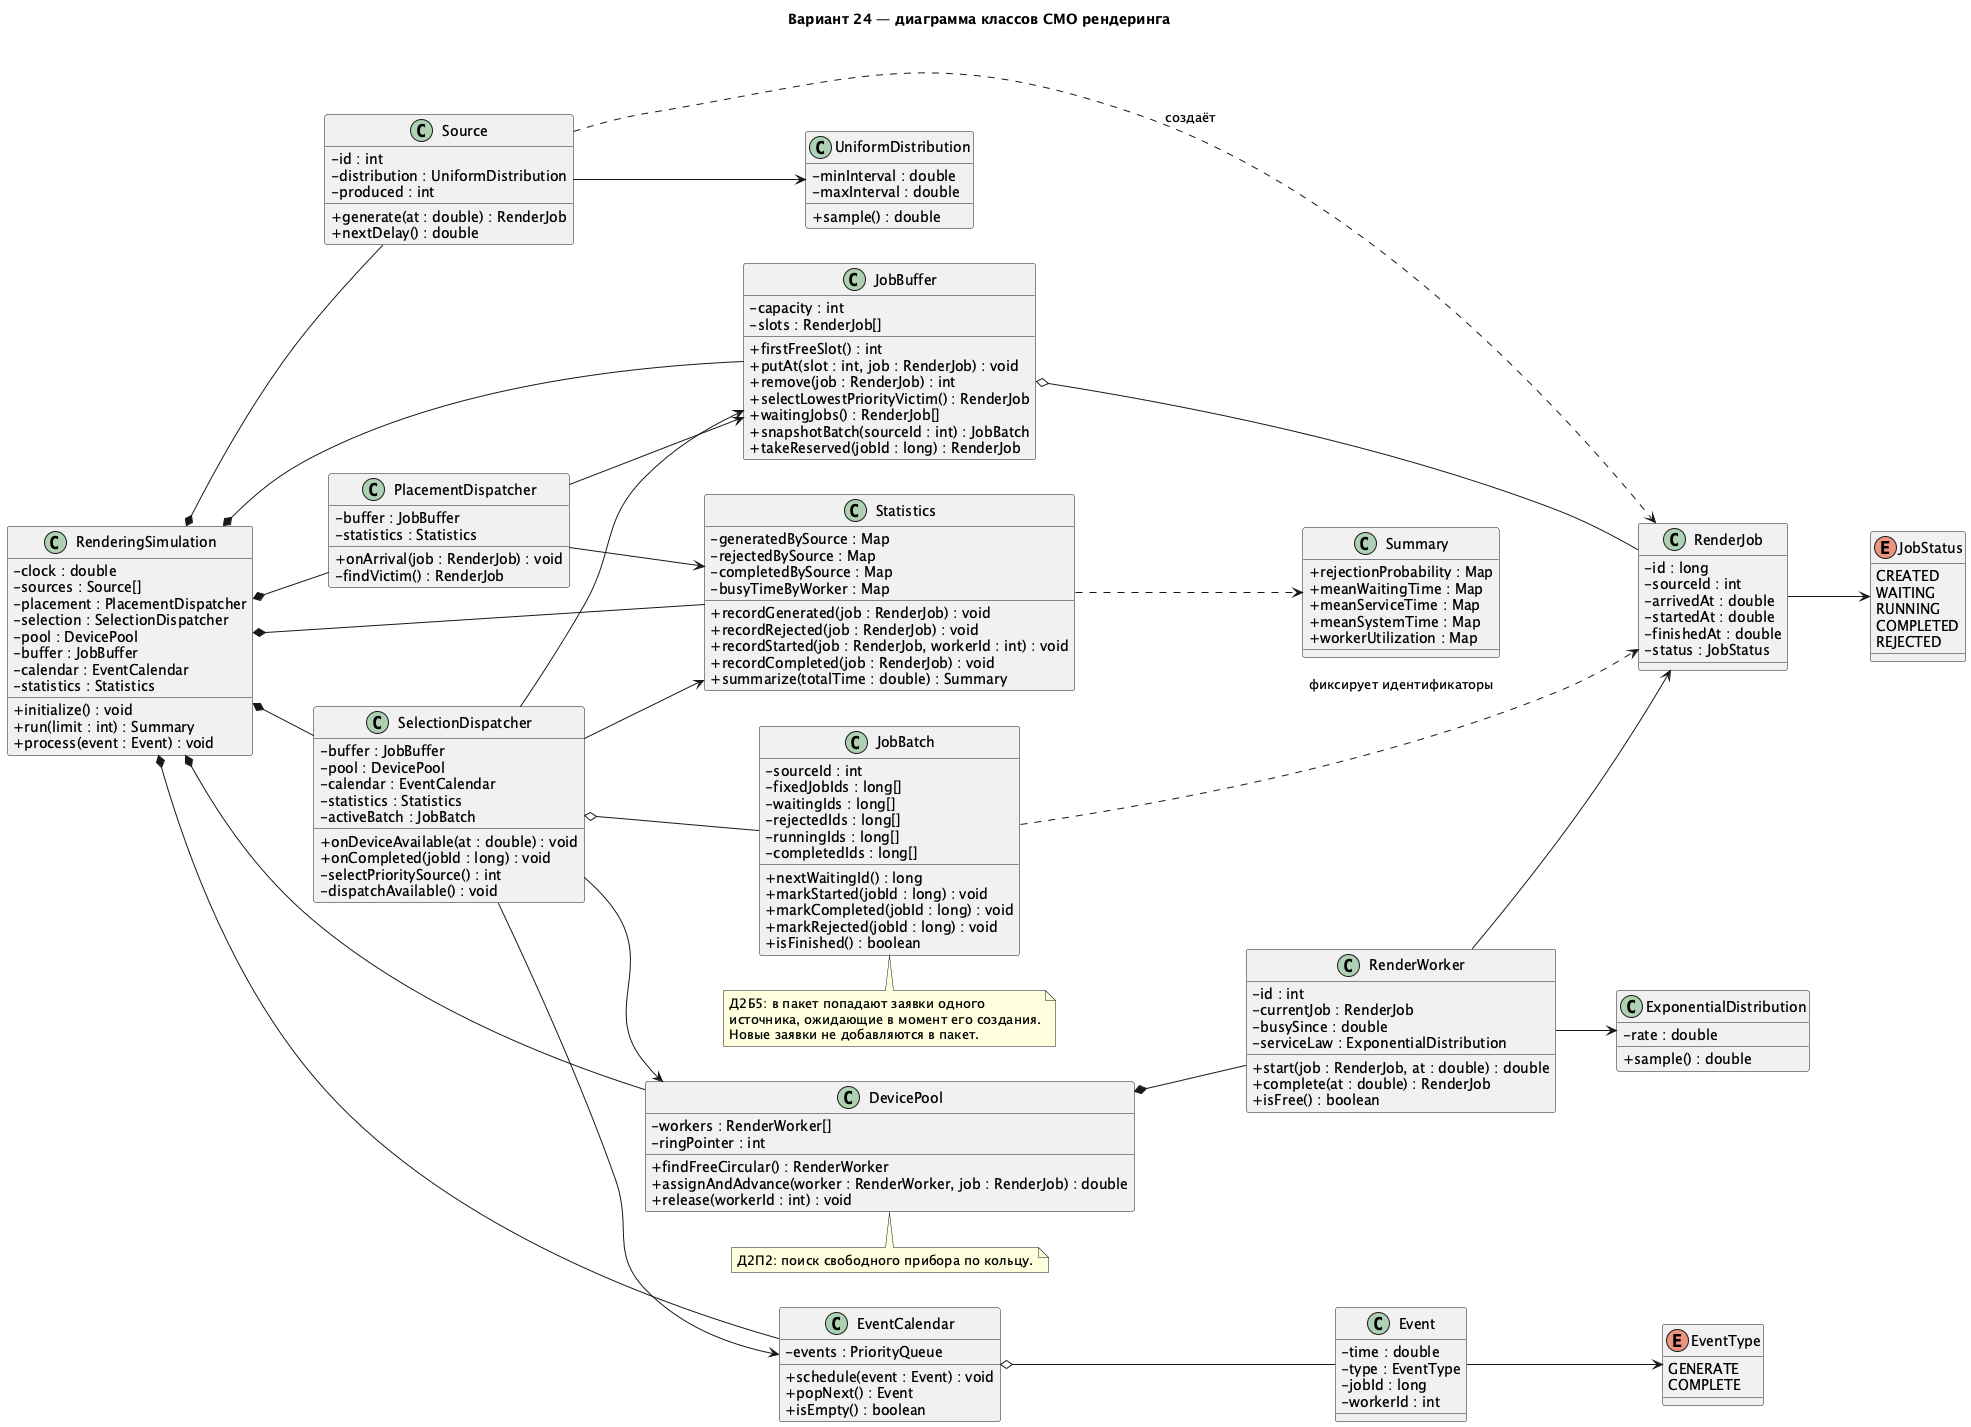 Вариант 24 — диаграмма классов СМО рендеринга
создаёт
C Source
–id : int
–distribution : UniformDistribution
–produced : int
+generate(at : double) : RenderJob
+nextDelay() : double
C UniformDistribution
–minInterval : double
–maxInterval : double
+sample() : double
C JobBuffer
–capacity : int
–slots : RenderJob[]
+firstFreeSlot() : int
+putAt(slot : int, job : RenderJob) : void
+remove(job : RenderJob) : int
+selectLowestPriorityVictim() : RenderJob
+waitingJobs() : RenderJob[]
+snapshotBatch(sourceId : int) : JobBatch
+takeReserved(jobId : long) : RenderJob
C PlacementDispatcher
–buffer : JobBuffer
–statistics : Statistics
+onArrival(job : RenderJob) : void
–findVictim() : RenderJob
C RenderingSimulation
–clock : double
–sources : Source[]
–placement : PlacementDispatcher
–selection : SelectionDispatcher
–pool : DevicePool
–buffer : JobBuffer
–calendar : EventCalendar
–statistics : Statistics
+initialize() : void
+run(limit : int) : Summary
+process(event : Event) : void
C Statistics
–generatedBySource : Map
–rejectedBySource : Map
–completedBySource : Map
–busyTimeByWorker : Map
+recordGenerated(job : RenderJob) : void
+recordRejected(job : RenderJob) : void
+recordStarted(job : RenderJob, workerId : int) : void
+recordCompleted(job : RenderJob) : void
+summarize(totalTime : double) : Summary
C Summary
+rejectionProbability : Map
+meanWaitingTime : Map
+meanServiceTime : Map
+meanSystemTime : Map
+workerUtilization : Map
C RenderJob
–id : long
–sourceId : int
–arrivedAt : double
–startedAt : double
–finishedAt : double
–status : JobStatus
E JobStatus
CREATED
WAITING
RUNNING
COMPLETED
REJECTED
фиксирует идентификаторы
C SelectionDispatcher
–buffer : JobBuffer
–pool : DevicePool
–calendar : EventCalendar
–statistics : Statistics
–activeBatch : JobBatch
+onDeviceAvailable(at : double) : void
+onCompleted(jobId : long) : void
–selectPrioritySource() : int
–dispatchAvailable() : void
C JobBatch
–sourceId : int
–fixedJobIds : long[]
–waitingIds : long[]
–rejectedIds : long[]
–runningIds : long[]
–completedIds : long[]
+nextWaitingId() : long
+markStarted(jobId : long) : void
+markCompleted(jobId : long) : void
+markRejected(jobId : long) : void
+isFinished() : boolean
Д2Б5: в пакет попадают заявки одного
источника, ожидающие в момент его создания.
Новые заявки не добавляются в пакет.
C RenderWorker
–id : int
–currentJob : RenderJob
–busySince : double
–serviceLaw : ExponentialDistribution
+start(job : RenderJob, at : double) : double
+complete(at : double) : RenderJob
+isFree() : boolean
C ExponentialDistribution
–rate : double
+sample() : double
C DevicePool
–workers : RenderWorker[]
–ringPointer : int
+findFreeCircular() : RenderWorker
+assignAndAdvance(worker : RenderWorker, job : RenderJob) : double
+release(workerId : int) : void
Д2П2: поиск свободного прибора по кольцу.
C EventCalendar
–events : PriorityQueue
+schedule(event : Event) : void
+popNext() : Event
+isEmpty() : boolean
C Event
–time : double
–type : EventType
–jobId : long
–workerId : int
E EventType
GENERATE
COMPLETE